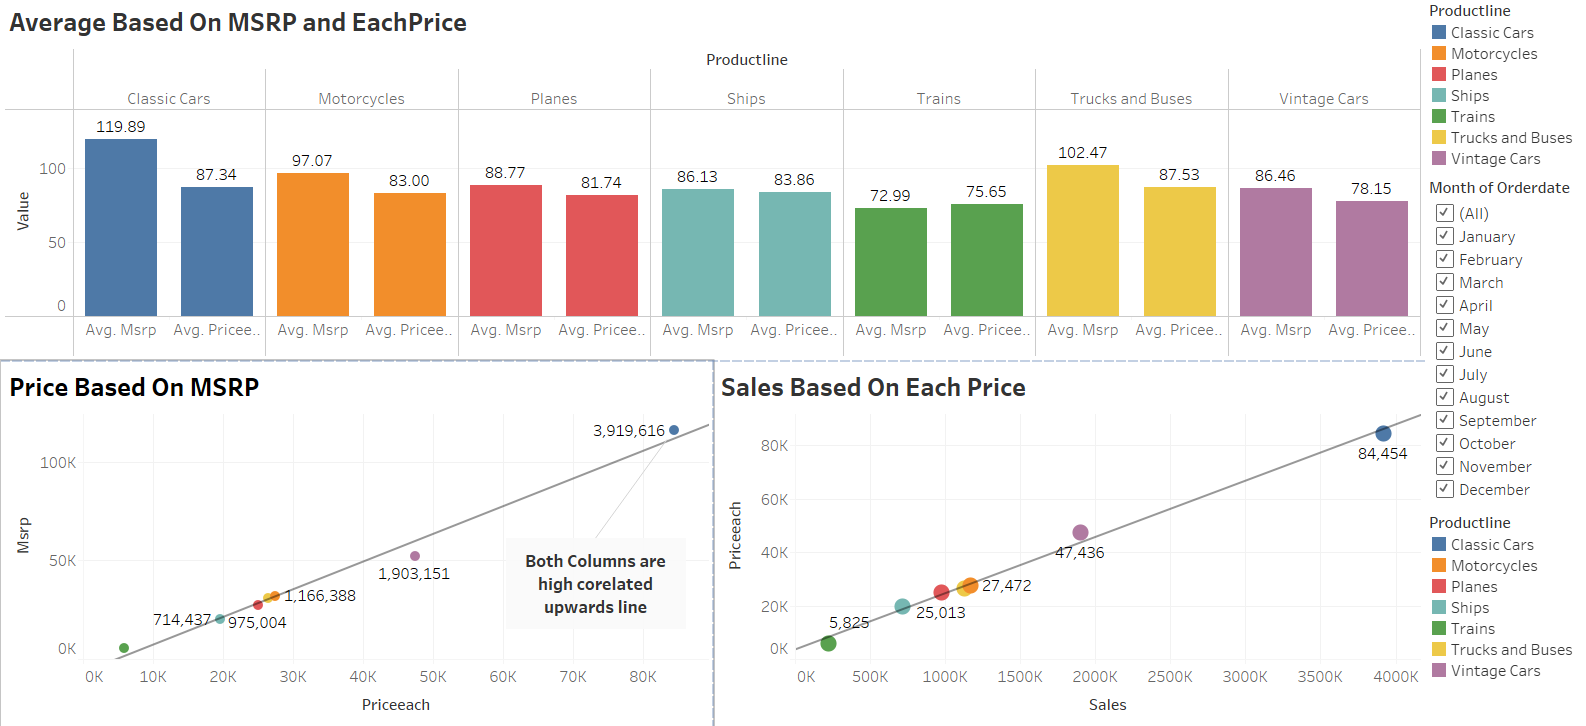 Average Based On MSRP and EachPrice
Productline
Classic Cars Motorcycles Planes Ships Trains Trucks and Buses Vintage Cars
Value
100
50
0
119.89 87.34 97.07 83.00 88.77 81.74 86.13 83.86 72.99 75.65 102.47 87.53 86.46 78.15
Avg. Msrp Avg. Pricee.. Avg. Msrp Avg. Pricee.. Avg. Msrp Avg. Pricee.. Avg. Msrp Avg. Pricee.. Avg. Msrp Avg. Pricee.. Avg. Msrp Avg. Pricee.. Avg. Msrp Avg. Pricee..
Price Based On MSRP
Msrp
100K
50K
0K
3,919,616
1,903,151
1,166,388
714,437
975,004
Both Columns are
high corelated
upwards line
0K 10K 20K 30K 40K 50K 60K 70K 80K
Priceeach
Sales Based On Each Price
Priceeach
80K
60K
40K
20K
0K
84,454
47,436
27,472
25,013
5,825
0K 500K 1000K 1500K 2000K 2500K 3000K 3500K 4000K
Sales
Productline
Classic Cars
Motorcycles
Planes
Ships
Trains
Trucks and Buses
Vintage Cars
Month of Orderdate
(All)
January
February
March
April
May
June
July
August
September
October
November
December
Productline
Classic Cars
Motorcycles
Planes
Ships
Trains
Trucks and Buses
Vintage Cars